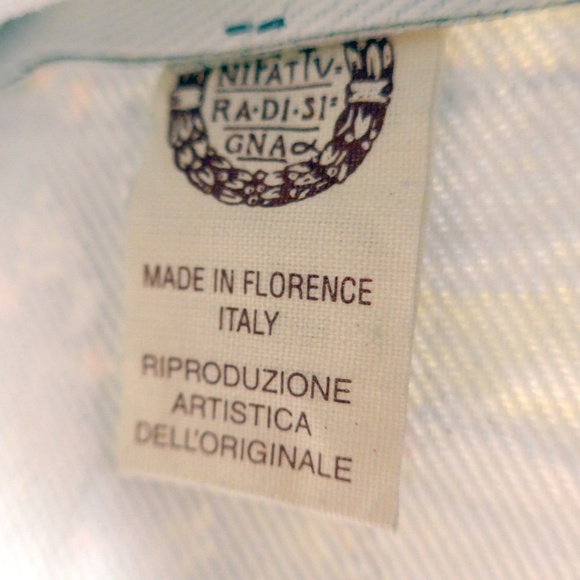 NIFATTV=
RA·DI·SI=
GNA
MADE IN FLORENCE
ITALY
RIPRODUZIONE
ARTISTICA
DELL'ORIGINALE